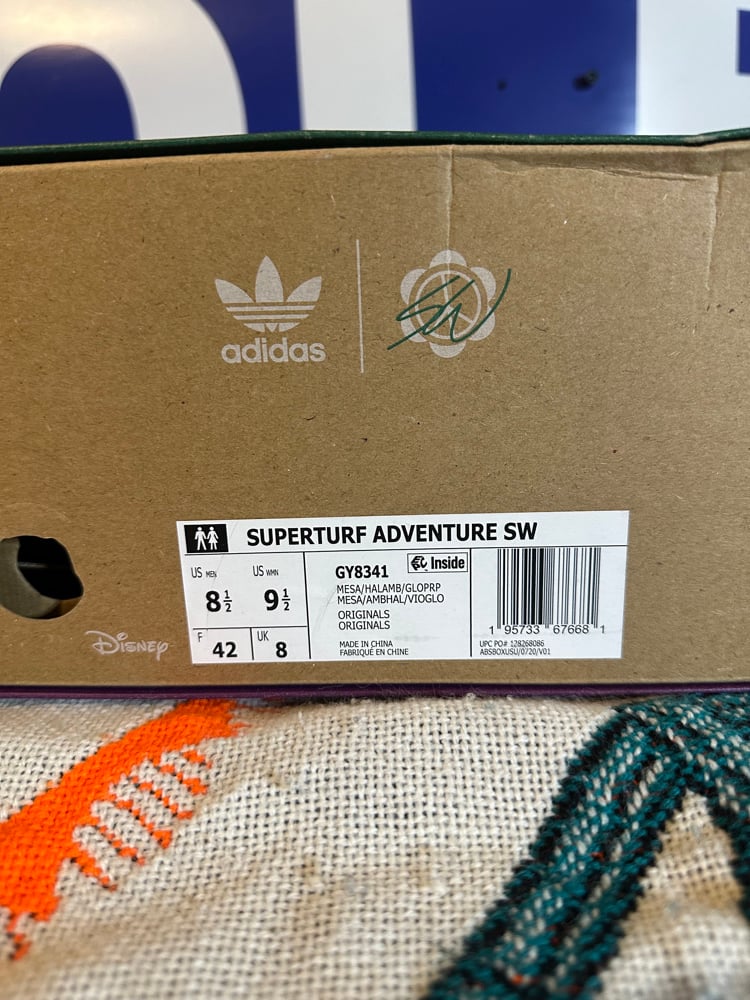 adidas
SW
SUPERTURF ADVENTURE SW
US MEN
8½
US WMN
9½
F
42
UK
8
GY8341
Inside
MESA/HALAMB/GLOPRP
MESA/AMBHAL/VIOGLO
ORIGINALS
ORIGINALS
MADE IN CHINA
FABRIQUÉ EN CHINE
1 95733 67668 1
UPC PO# 128268086
ABSBOXUSU/0720/V01
Disney